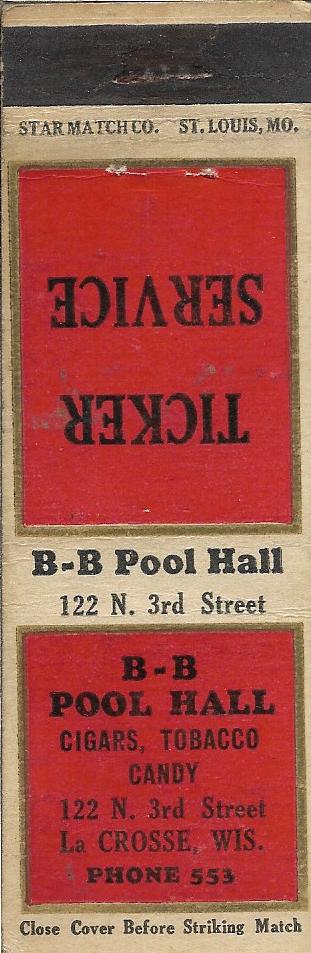 STAR MATCH CO. ST. LOUIS, MO.
TICKER
SERVICE
B-B Pool Hall
122 N. 3rd Street
B-B
POOL HALL
CIGARS, TOBACCO
CANDY
122 N. 3rd Street
La CROSSE, WIS.
PHONE 553
Close Cover Before Striking Match